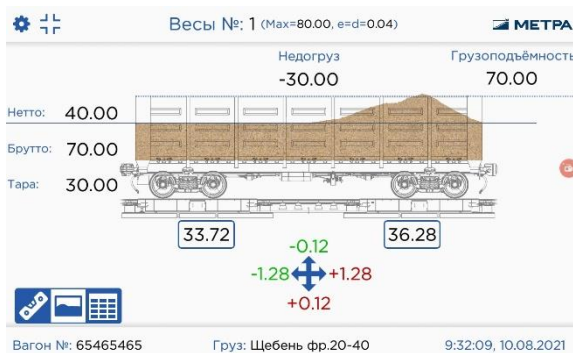 Весы №: 1 (Max=80.00, e=d=0.04)
МЕТРА
Недогруз
-30.00
Грузоподъёмность
70.00
Нетто: 40.00
Брутто: 70.00
Тара: 30.00
33.72
36.28
-0.12
-1.28 +1.28
+0.12
Вагон №: 65465465
Груз: Щебень фр.20-40
9:32:09, 10.08.2021